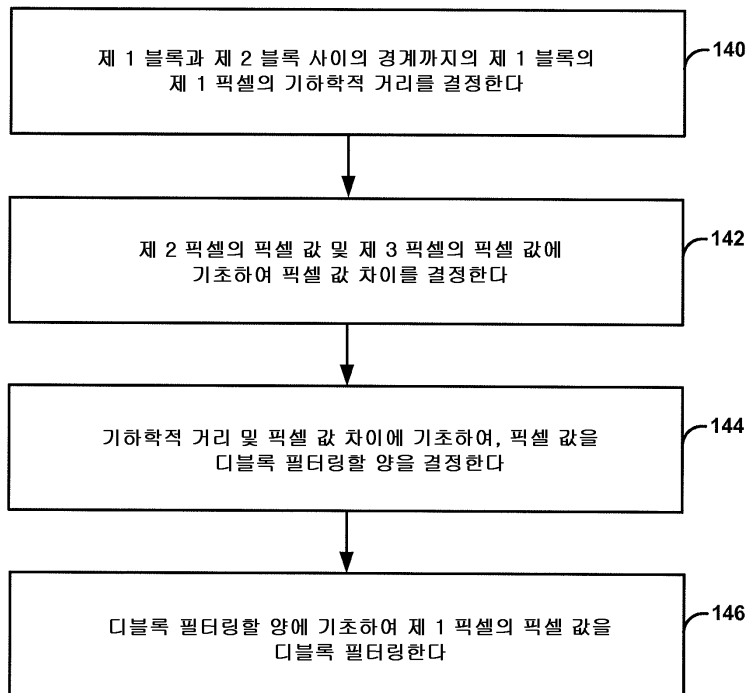 제 1 블록과 제 2 블록 사이의 경계까지의 제 1 블록의
제 1 픽셀의 기하학적 거리를 결정한다
140
제 2 픽셀의 픽셀 값 및 제 3 픽셀의 픽셀 값에
기초하여 픽셀 값 차이를 결정한다
142
기하학적 거리 및 픽셀 값 차이에 기초하여, 픽셀 값을
디블록 필터링할 양을 결정한다
144
디블록 필터링할 양에 기초하여 제 1 픽셀의 픽셀 값을
디블록 필터링한다
146